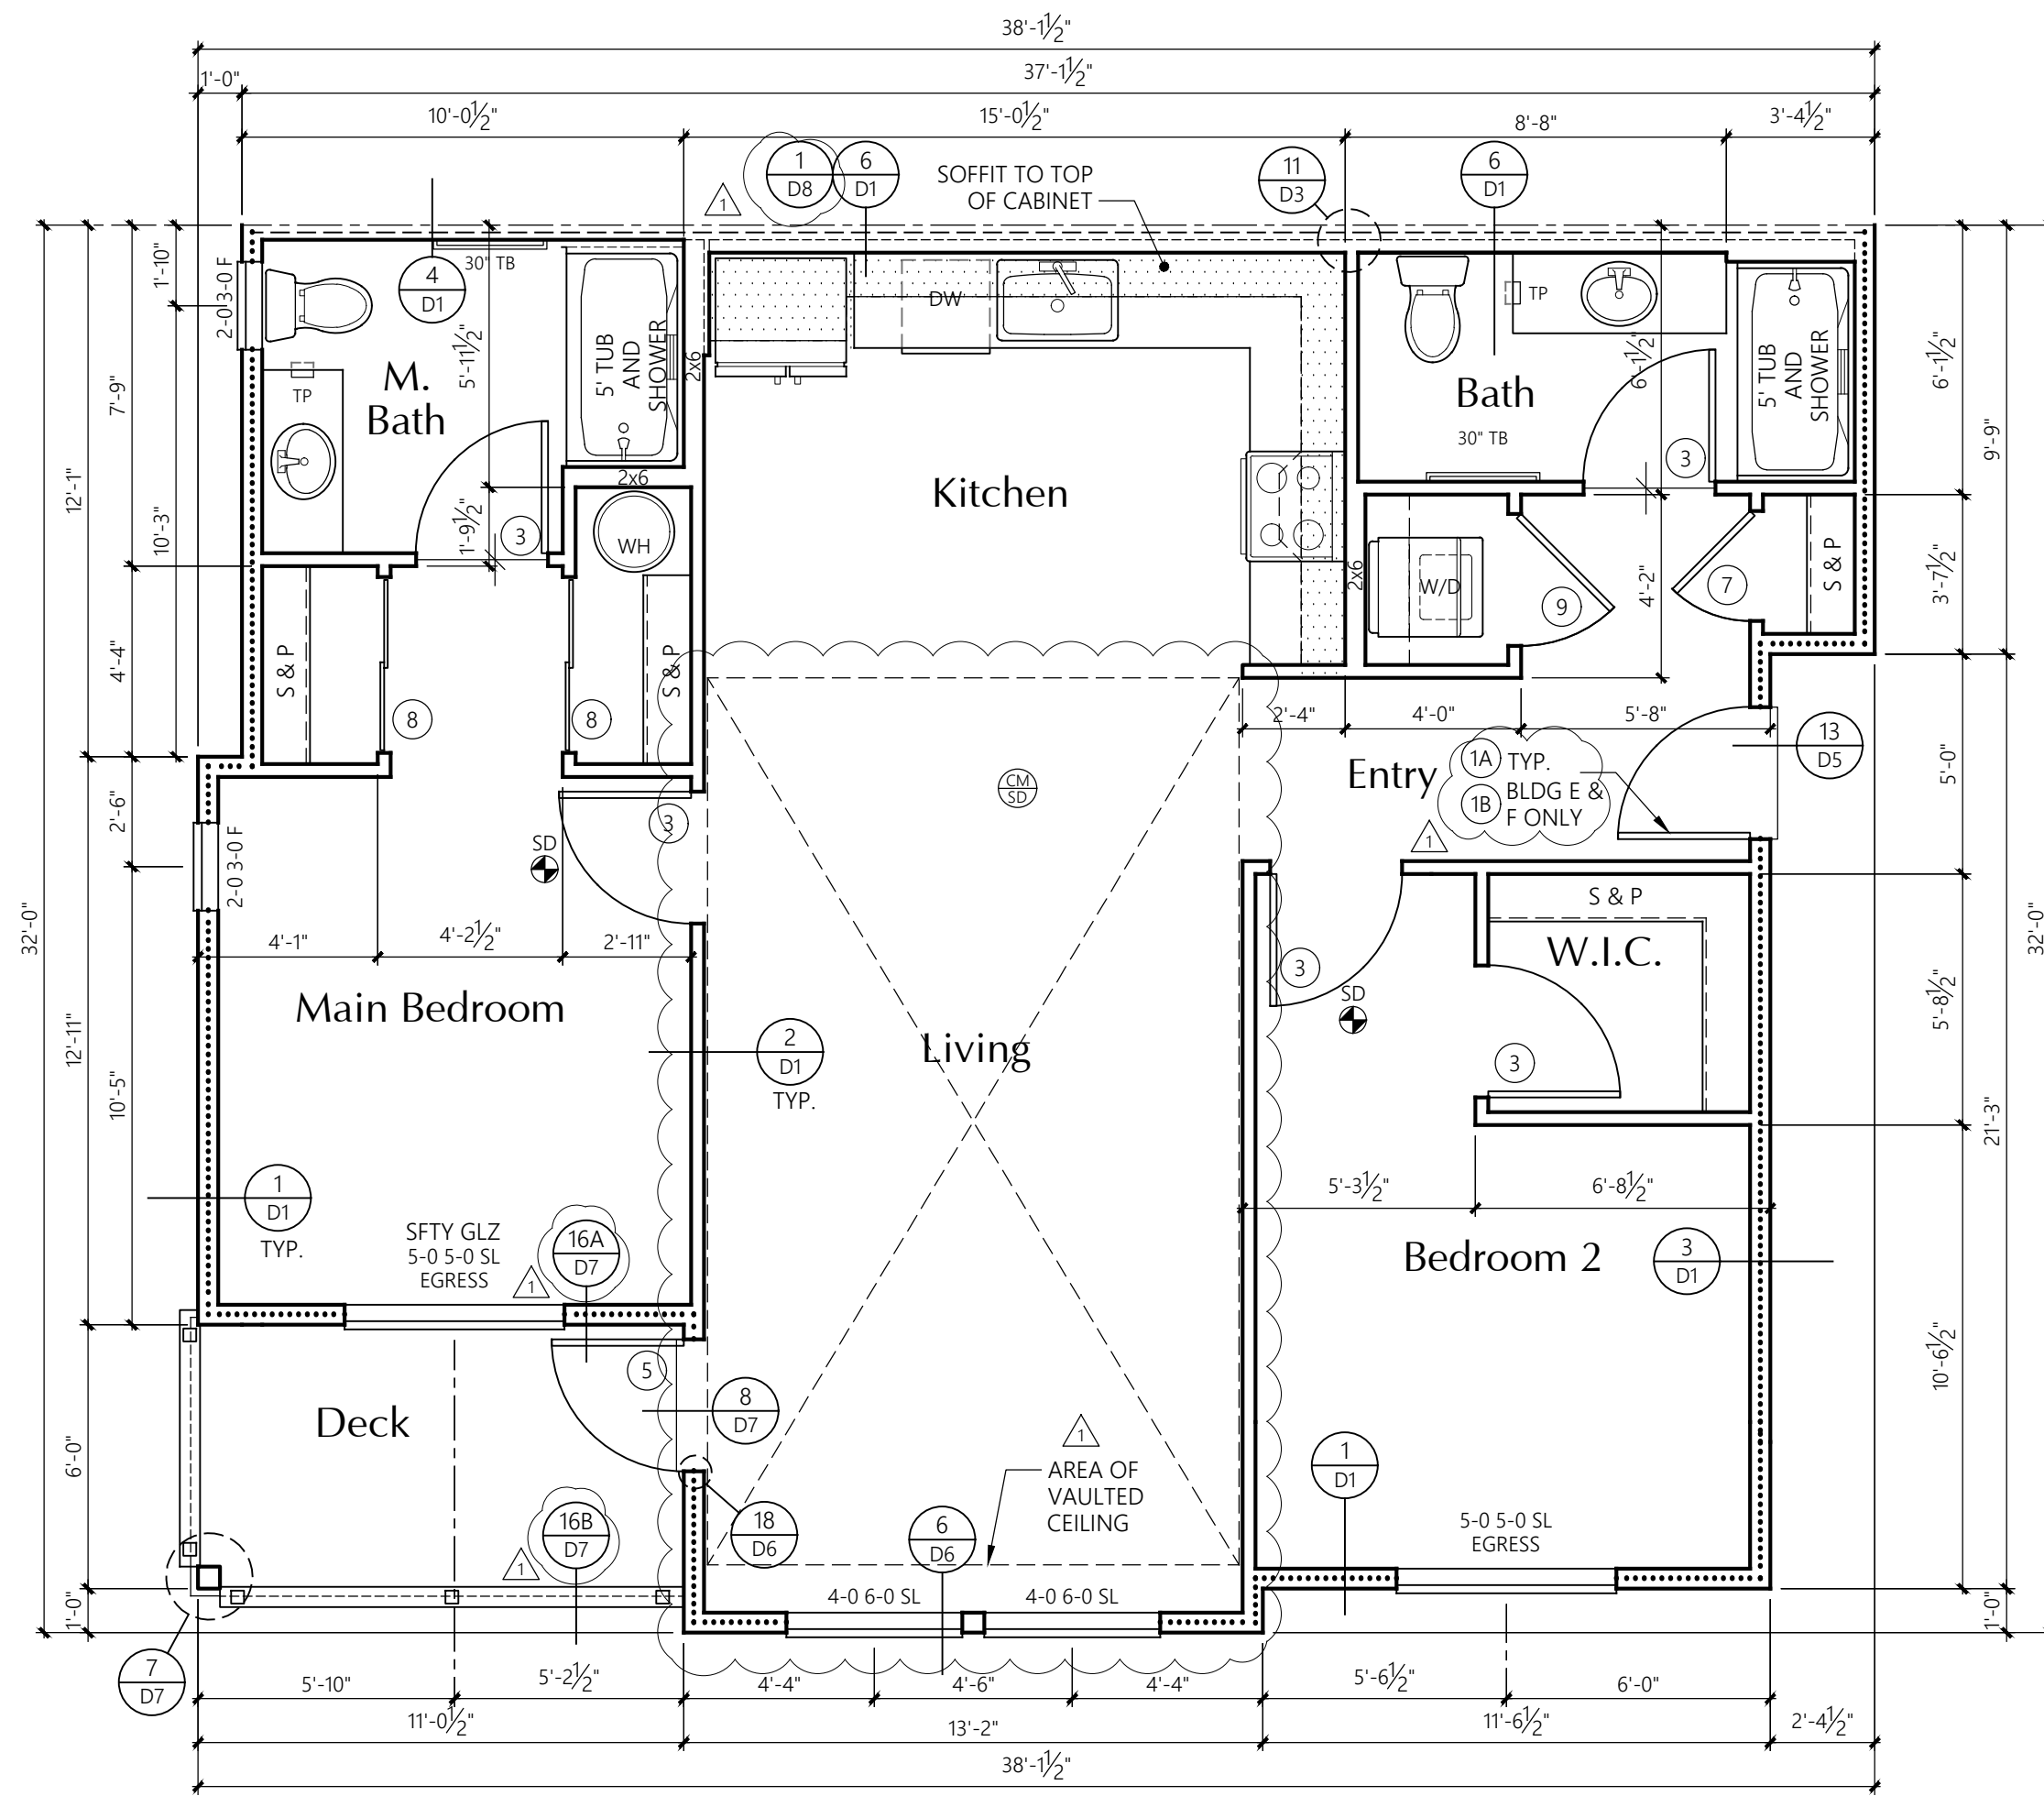 38'-1½"
37'-1½"
1'-0"
10'-0½"
15'-0½"
8'-8"
3'-4½"
1
D8
6
D1
SOFFIT TO TOP
OF CABINET
11
D3
6
D1
1
4
D1
30" TB
2-0 3-0 F
1'-10"
5'-11½"
5' TUB
AND
SHOWER
2x6
DW
TP
6'-1½"
5' TUB
AND
SHOWER
6'-1½"
9'-9"
M.
Bath
TP
Bath
30" TB
3
7'-9"
12'-1"
10'-3"
Kitchen
2x6
1'-9½"
3
WH
2x6
W/D
9
4'-2"
7
S & P
3'-7½"
4'-4"
S & P
8
8
S & P
2'-4"
4'-0"
5'-8"
13
D5
CM
SD
Entry
1A
TYP.
1B
BLDG E &
F ONLY
1
5'-0"
2'-6"
2-0 3-0 F
SD
3
32'-0"
32'-0"
S & P
W.I.C.
4'-1"
4'-2½"
2'-11"
3
SD
5'-8½"
Main Bedroom
12'-11"
10'-5"
2
D1
TYP.
Living
3
21'-3"
1
D1
TYP.
5'-3½"
6'-8½"
SFTY GLZ
5-0 5-0 SL
EGRESS
1
16A
D7
Bedroom 2
3
D1
5
8
D7
Deck
10'-6½"
6'-0"
1
AREA OF
VAULTED
CEILING
1
D1
16B
D7
1
18
D6
6
D6
5-0 5-0 SL
EGRESS
4-0 6-0 SL
4-0 6-0 SL
1'-0"
1'-0"
7
D7
5'-10"
5'-2½"
4'-4"
4'-6"
4'-4"
5'-6½"
6'-0"
11'-0½"
13'-2"
11'-6½"
2'-4½"
38'-1½"